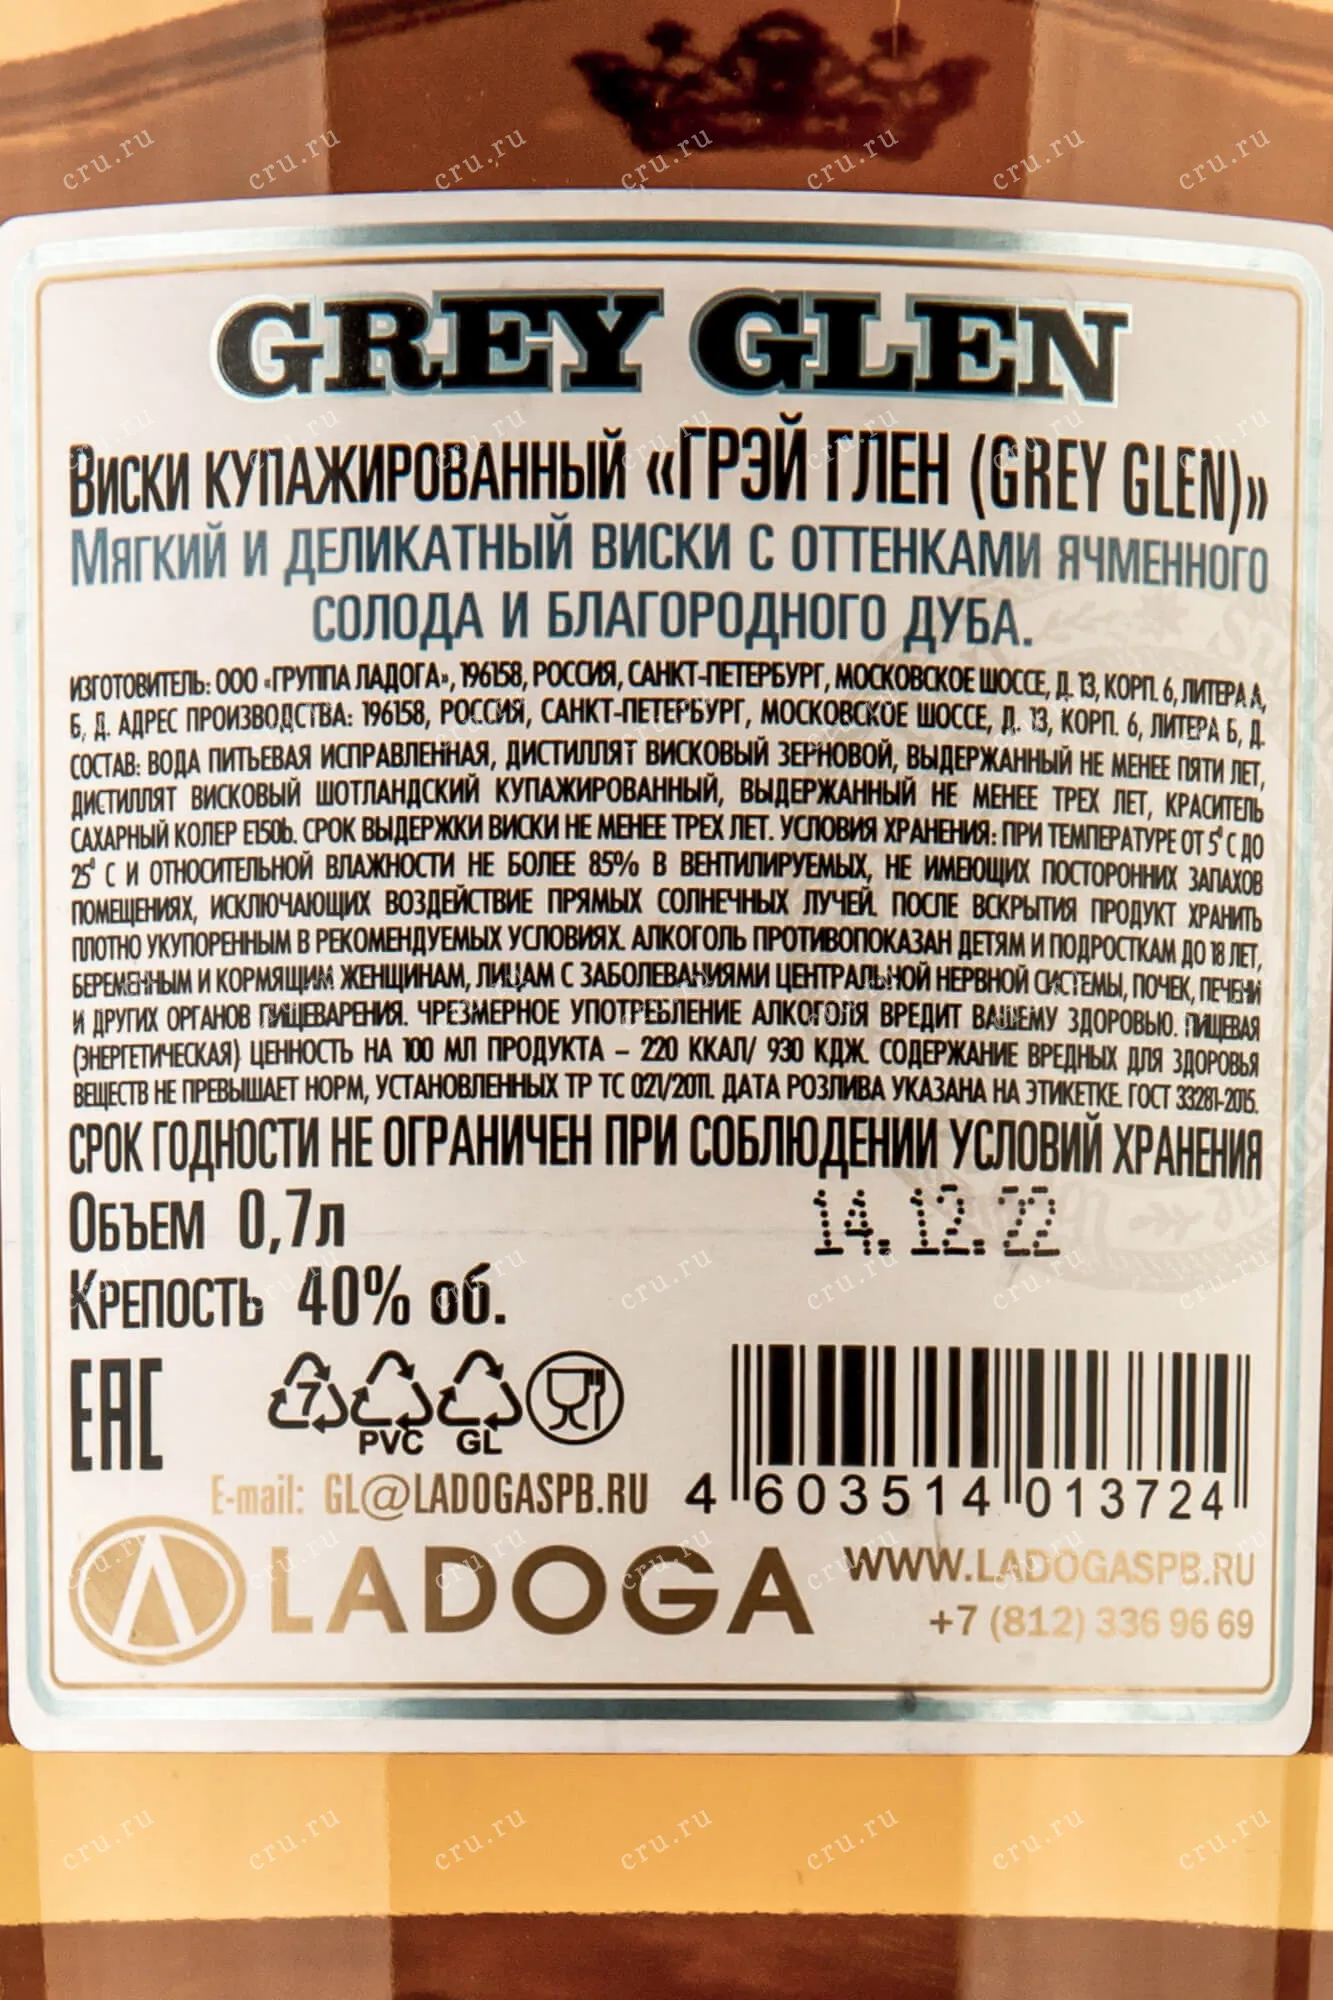 GREY GLEN
Виски купажированный «ГРЭЙ ГЛЕН (GREY GLEN)»
Мягкий и деликатный виски с оттенками ячменного
солода и благородного дуба.
ИЗГОТОВИТЕЛЬ: ООО «ГРУППА ЛАДОГА», 196158, РОССИЯ, САНКТ-ПЕТЕРБУРГ, МОСКОВСКОЕ ШОССЕ, Д. 13, КОРП. 6, ЛИТЕРА А,
Б, Д. АДРЕС ПРОИЗВОДСТВА: 196158, РОССИЯ, САНКТ-ПЕТЕРБУРГ, МОСКОВСКОЕ ШОССЕ, Д. 13, КОРП. 6, ЛИТЕРА Б, Д.
СОСТАВ: ВОДА ПИТЬЕВАЯ ИСПРАВЛЕННАЯ, ДИСТИЛЛЯТ ВИСКОВЫЙ ЗЕРНОВОЙ, ВЫДЕРЖАННЫЙ НЕ МЕНЕЕ ПЯТИ ЛЕТ,
ДИСТИЛЛЯТ ВИСКОВЫЙ ШОТЛАНДСКИЙ КУПАЖИРОВАННЫЙ, ВЫДЕРЖАННЫЙ НЕ МЕНЕЕ ТРЕХ ЛЕТ, КРАСИТЕЛЬ
САХАРНЫЙ КОЛЕР Е150b. СРОК ВЫДЕРЖКИ ВИСКИ НЕ МЕНЕЕ ТРЕХ ЛЕТ. УСЛОВИЯ ХРАНЕНИЯ: ПРИ ТЕМПЕРАТУРЕ ОТ 5° С ДО
25° С И ОТНОСИТЕЛЬНОЙ ВЛАЖНОСТИ НЕ БОЛЕЕ 85% В ВЕНТИЛИРУЕМЫХ, НЕ ИМЕЮЩИХ ПОСТОРОННИХ ЗАПАХОВ
ПОМЕЩЕНИЯХ, ИСКЛЮЧАЮЩИХ ВОЗДЕЙСТВИЕ ПРЯМЫХ СОЛНЕЧНЫХ ЛУЧЕЙ. ПОСЛЕ ВСКРЫТИЯ ПРОДУКТ ХРАНИТЬ
ПЛОТНО УКУПОРЕННЫМ В РЕКОМЕНДУЕМЫХ УСЛОВИЯХ. АЛКОГОЛЬ ПРОТИВОПОКАЗАН ДЕТЯМ И ПОДРОСТКАМ ДО 18 ЛЕТ,
БЕРЕМЕННЫМ И КОРМЯЩИМ ЖЕНЩИНАМ, ЛИЦАМ С ЗАБОЛЕВАНИЯМИ ЦЕНТРАЛЬНОЙ НЕРВНОЙ СИСТЕМЫ, ПОЧЕК, ПЕЧЕНИ
И ДРУГИХ ОРГАНОВ ПИЩЕВАРЕНИЯ. ЧРЕЗМЕРНОЕ УПОТРЕБЛЕНИЕ АЛКОГОЛЯ ВРЕДИТ ВАШЕМУ ЗДОРОВЬЮ. ПИЩЕВАЯ
(ЭНЕРГЕТИЧЕСКАЯ) ЦЕННОСТЬ НА 100 МЛ ПРОДУКТА – 220 ККАЛ/ 930 КДЖ. СОДЕРЖАНИЕ ВРЕДНЫХ ДЛЯ ЗДОРОВЬЯ
ВЕЩЕСТВ НЕ ПРЕВЫШАЕТ НОРМ, УСТАНОВЛЕННЫХ ТР ТС 021/2011. ДАТА РОЗЛИВА УКАЗАНА НА ЭТИКЕТКЕ. ГОСТ 33281-2015.
СРОК ГОДНОСТИ НЕ ОГРАНИЧЕН ПРИ СОБЛЮДЕНИИ УСЛОВИЙ ХРАНЕНИЯ
Объем 0,7л
14.12.22
Крепость 40% об.
EAC
7
PVC GL
E-mail: GL@LADOGASPB.RU
4 603514 013724
LADOGA
WWW.LADOGASPB.RU
+7 (812) 336 96 69
cru.ru